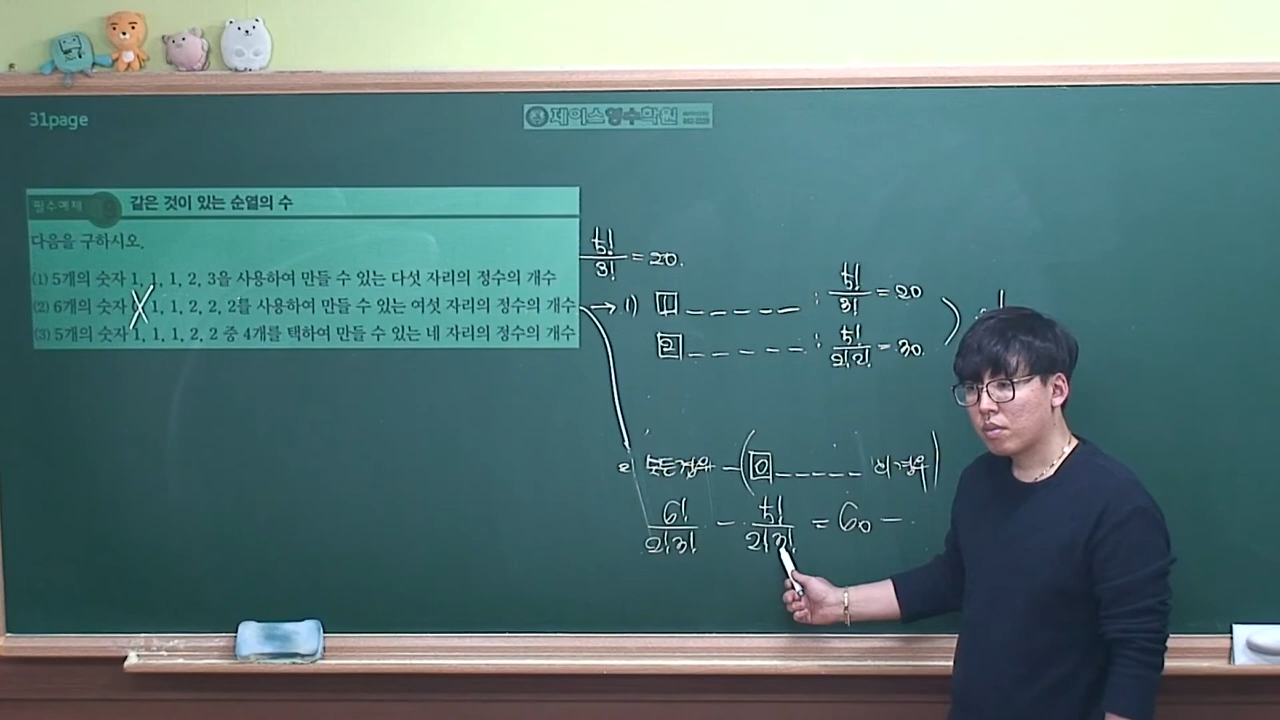 31page
제이스영수학원
필수예제
같은 것이 있는 순열의 수
다음을 구하시오.
(1) 5개의 숫자 1, 1, 1, 2, 3을 사용하여 만들 수 있는 다섯 자리의 정수의 개수
(2) 6개의 숫자 1, 1, 2, 2, 2를 사용하여 만들 수 있는 여섯 자리의 정수의 개수
(3) 5개의 숫자 1, 1, 1, 2, 2 중 4개를 택하여 만들 수 있는 네 자리의 정수의 개수
5!/3! = 20.
→ 1) 1 _ _ _ _ _ : 5!/3! = 20
2 _ _ _ _ _ : 5!/2!2! = 30.
2) 모든경우 - (0 _ _ _ _ _ 인 경우)
6!/2!3! - 5!/2!3! = 60 -